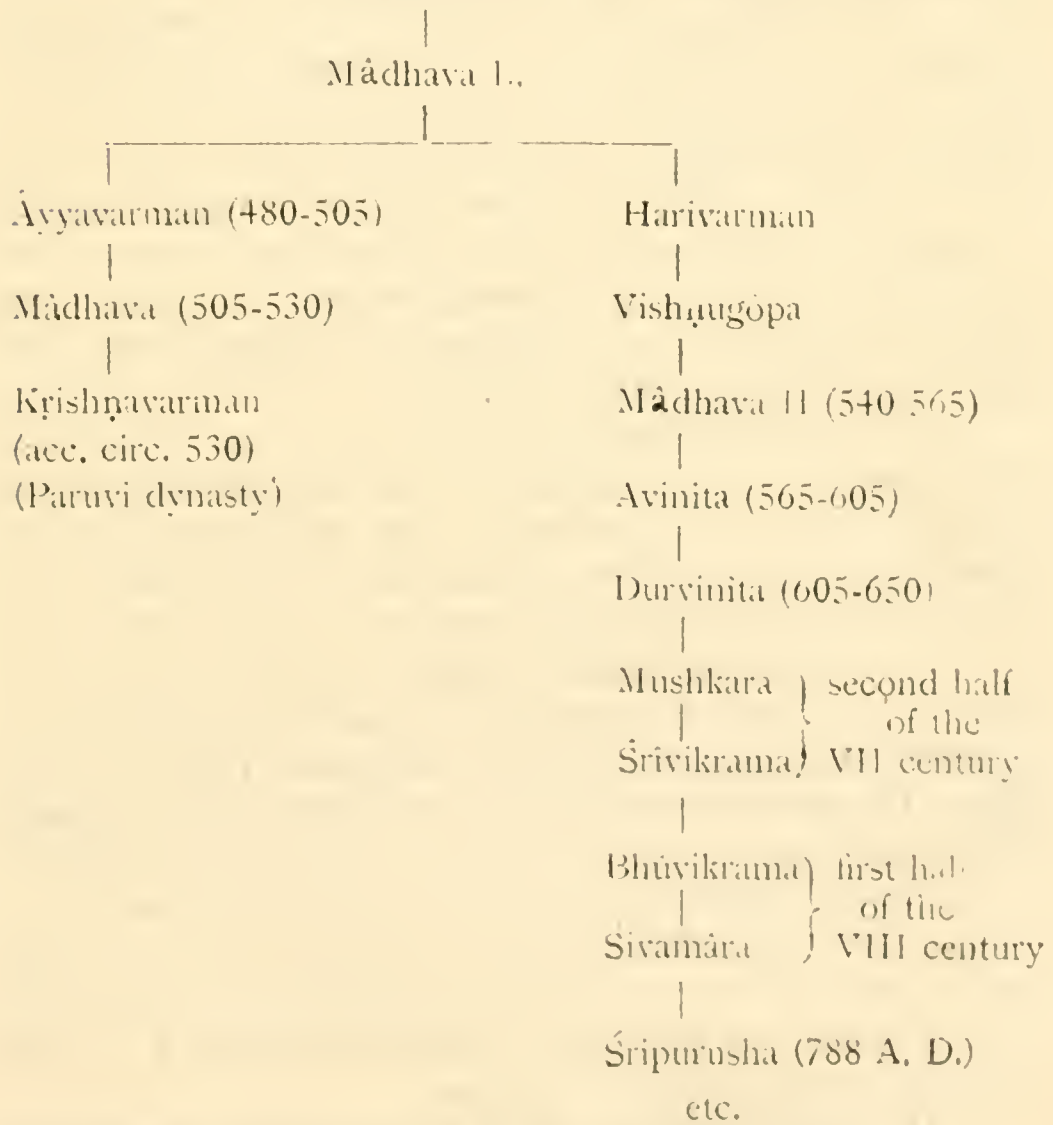 Mâdhava I.,
Âyyavarman (480-505)
Harivarman
Mâdhava (505-530)
Vishṇugôpa
Kṛishṇavarman
(acc. circ. 530)
(Paruvi dynasty)
Mâdhava II (540 565)
Avinita (565-605)
Durvinita (605-650)
Mushkara
second half
of the
Śrîvikrama
VII century
Bhûvikrama
first
of the
Sivamâra
VIII century
Śripurusha (788 A. D.)
etc.